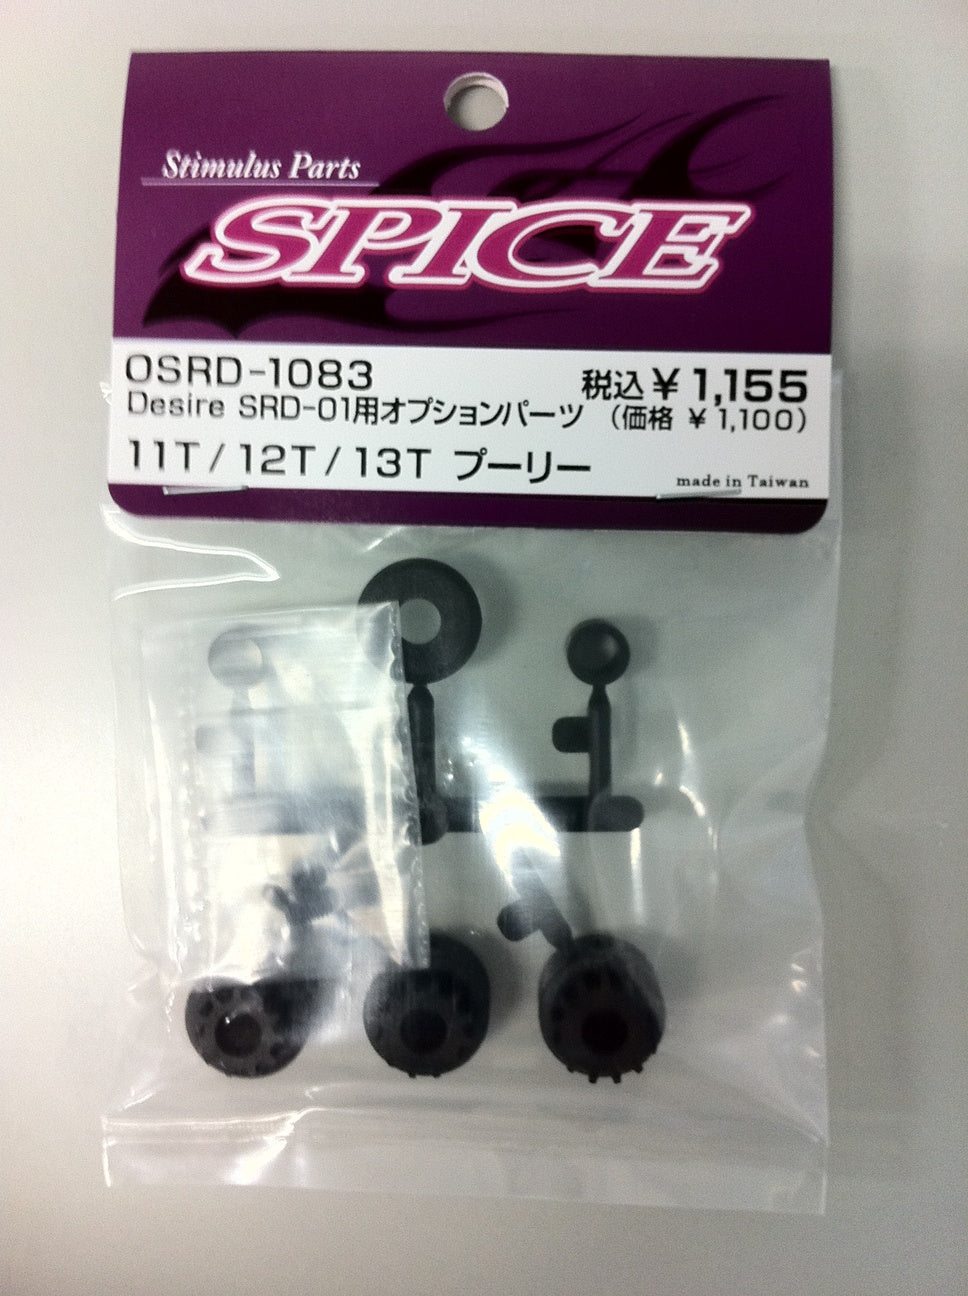 Stimulus Parts
SPICE
OSRD-1083
税込 ¥ 1,155
Desire SRD-01用オプションパーツ
(価格 ¥ 1,100)
11T / 12T / 13T プーリー
made in Taiwan